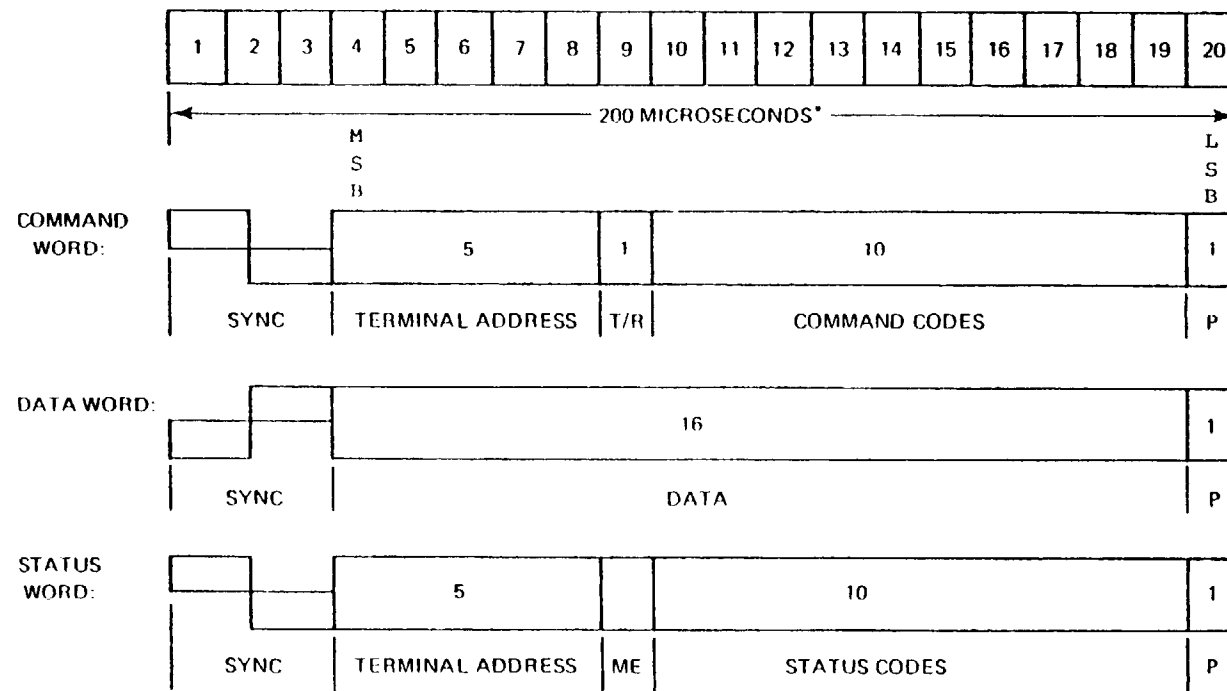 1 2 3 4 5 6 7 8 9 10 11 12 13 14 15 16 17 18 19 20
200 MICROSECONDS*
MSB
LSB
COMMAND WORD:
5 1 10 1
SYNC TERMINAL ADDRESS T/R COMMAND CODES P
DATA WORD:
16 1
SYNC DATA P
STATUS WORD:
5 10 1
SYNC TERMINAL ADDRESS ME STATUS CODES P